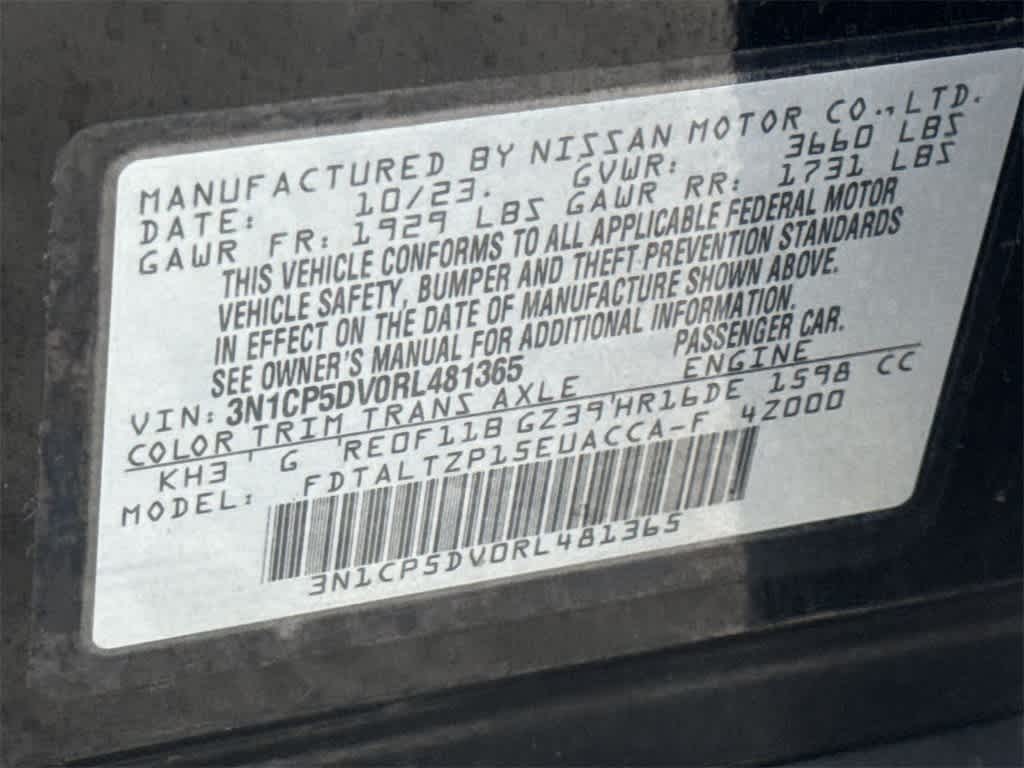 MANUFACTURED BY NISSAN MOTOR CO., LTD.
DATE: 10/23. GVWR: 3660 LBS
GAWR FR: 1929 LBS GAWR RR: 1731 LBS
THIS VEHICLE CONFORMS TO ALL APPLICABLE FEDERAL MOTOR
VEHICLE SAFETY, BUMPER AND THEFT PREVENTION STANDARDS
IN EFFECT ON THE DATE OF MANUFACTURE SHOWN ABOVE.
SEE OWNER'S MANUAL FOR ADDITIONAL INFORMATION.
VIN: 3N1CP5DV0RL481365 PASSENGER CAR.
COLOR TRIM TRANS AXLE ENGINE
KH3 ' G 'RE0F11B GZ39'HR16DE 1598 CC
MODEL: FDTALTZP15EUACCA-F 4Z000
3N1CP5DV0RL481365